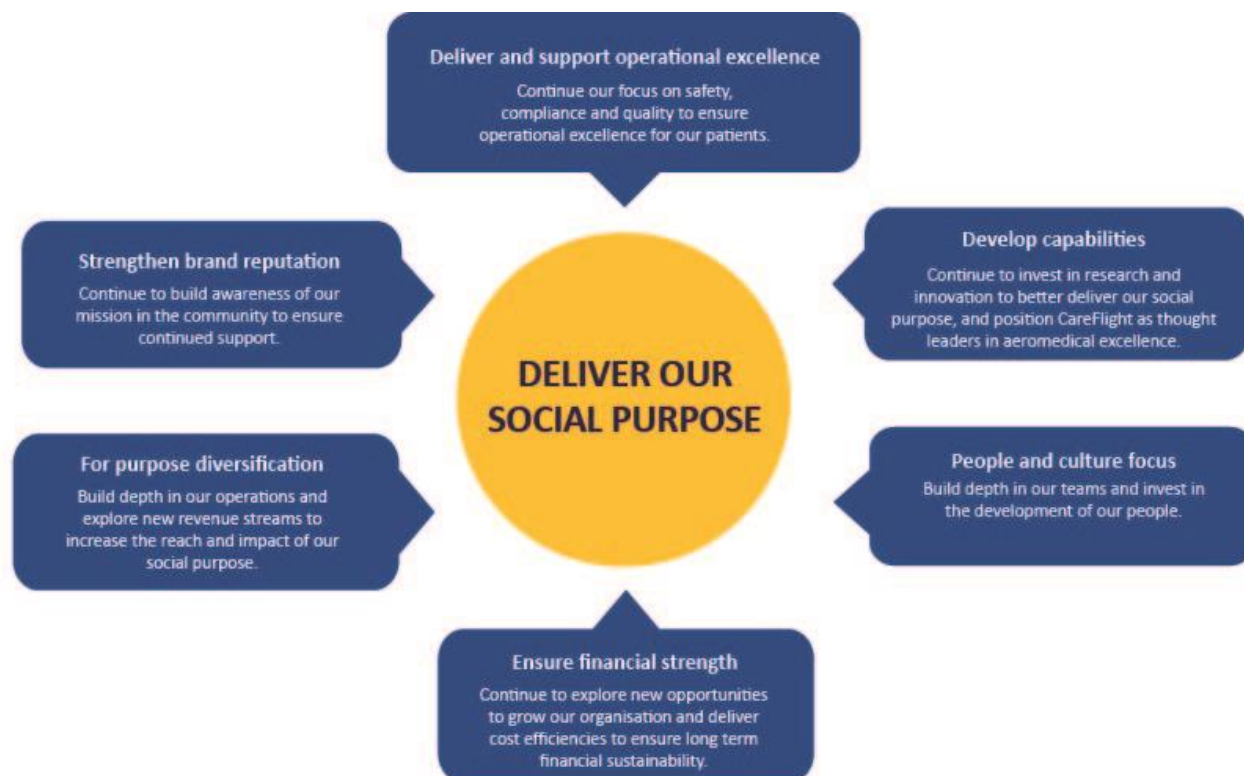 Deliver and support operational excellence
Continue our focus on safety,
compliance and quality to ensure
operational excellence for our patients.
Strengthen brand reputation
Continue to build awareness of our
mission in the community to ensure
continued support.
Develop capabilities
Continue to invest in research and
innovation to better deliver our social
purpose, and position CareFlight as thought
leaders in aeromedical excellence.
DELIVER OUR
SOCIAL PURPOSE
For purpose diversification
Build depth in our operations and
explore new revenue streams to
increase the reach and impact of our
social purpose.
People and culture focus
Build depth in our teams and invest in
the development of our people.
Ensure financial strength
Continue to explore new opportunities
to grow our organisation and deliver
cost efficiencies to ensure long term
financial sustainability.